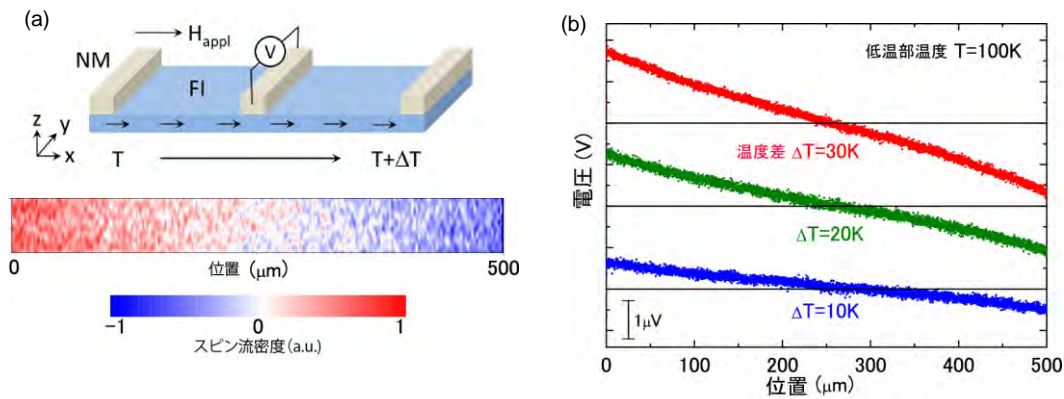 (a)
H_appl
NM
V
FI
z
y
x
T
T+ΔT
0
位置 (μm)
500
−1
0
1
スピン流密度(a.u.)
(b)
低温部温度 T=100K
温度差 ΔT=30K
電圧(V)
ΔT=20K
ΔT=10K
1μV
0 100 200 300 400 500
位置 (μm)